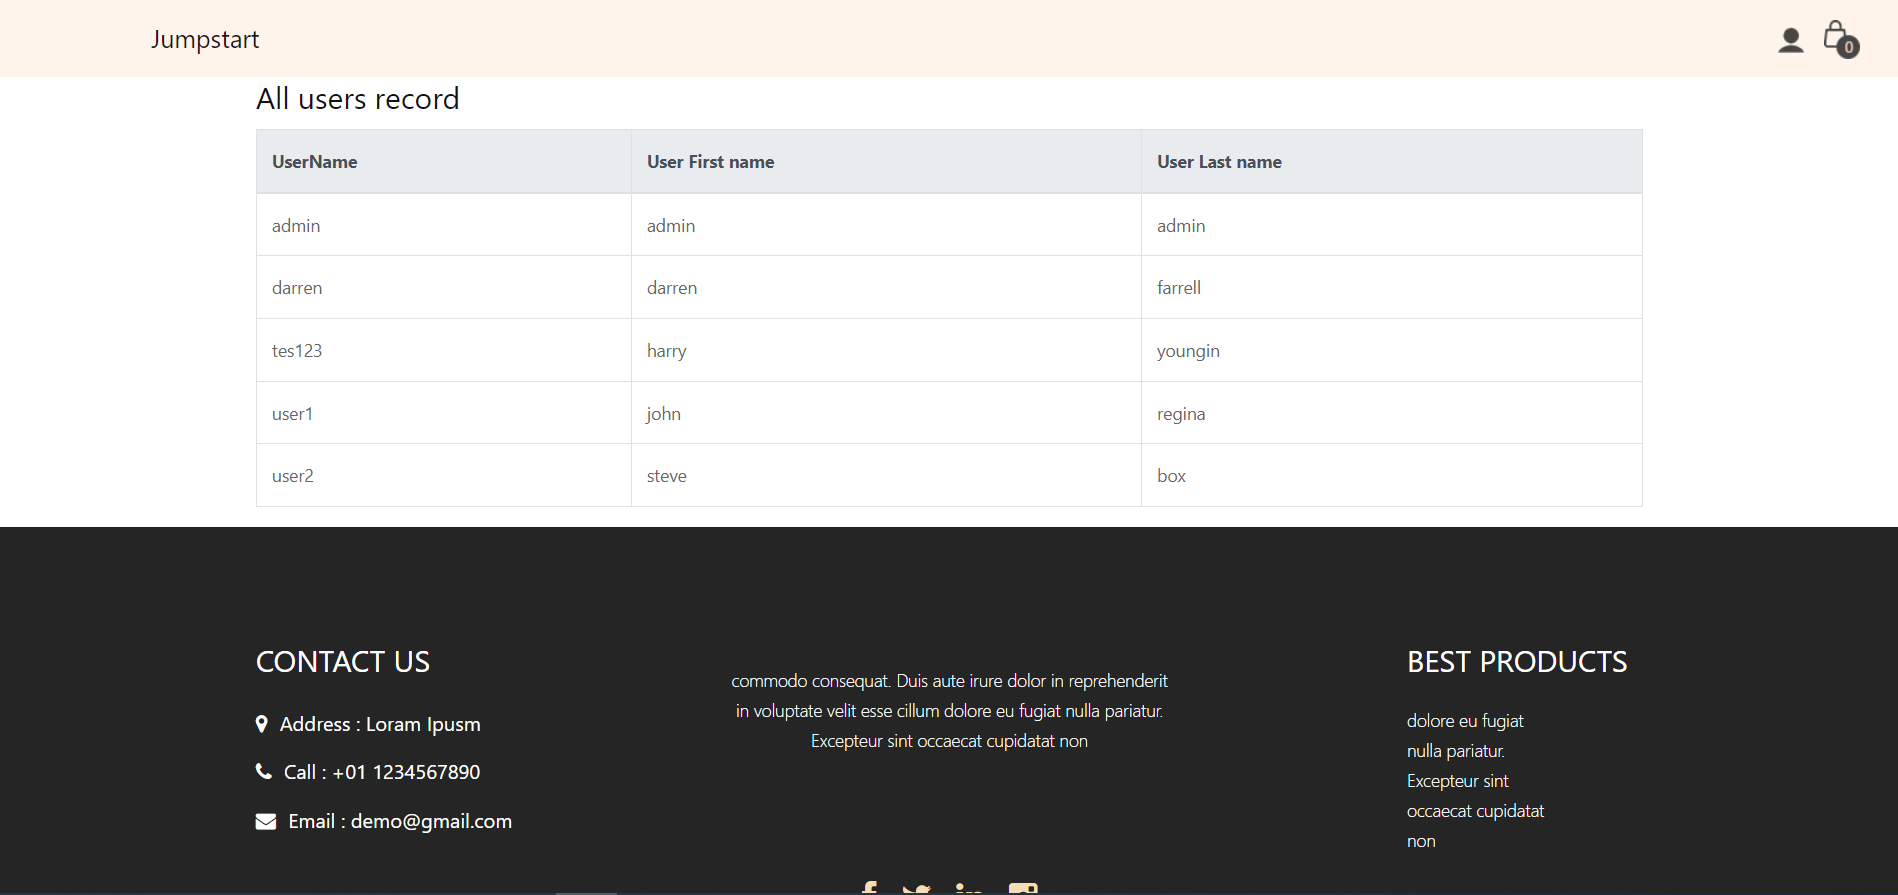 Jumpstart
0
All users record
UserName User First name User Last name
admin admin admin
darren darren farrell
tes123 harry youngin
user1 john regina
user2 steve box
CONTACT US
Address : Loram Ipusm
Call : +01 1234567890
Email : demo@gmail.com
commodo consequat. Duis aute irure dolor in reprehenderit
in voluptate velit esse cillum dolore eu fugiat nulla pariatur.
Excepteur sint occaecat cupidatat non
BEST PRODUCTS
dolore eu fugiat
nulla pariatur.
Excepteur sint
occaecat cupidatat
non